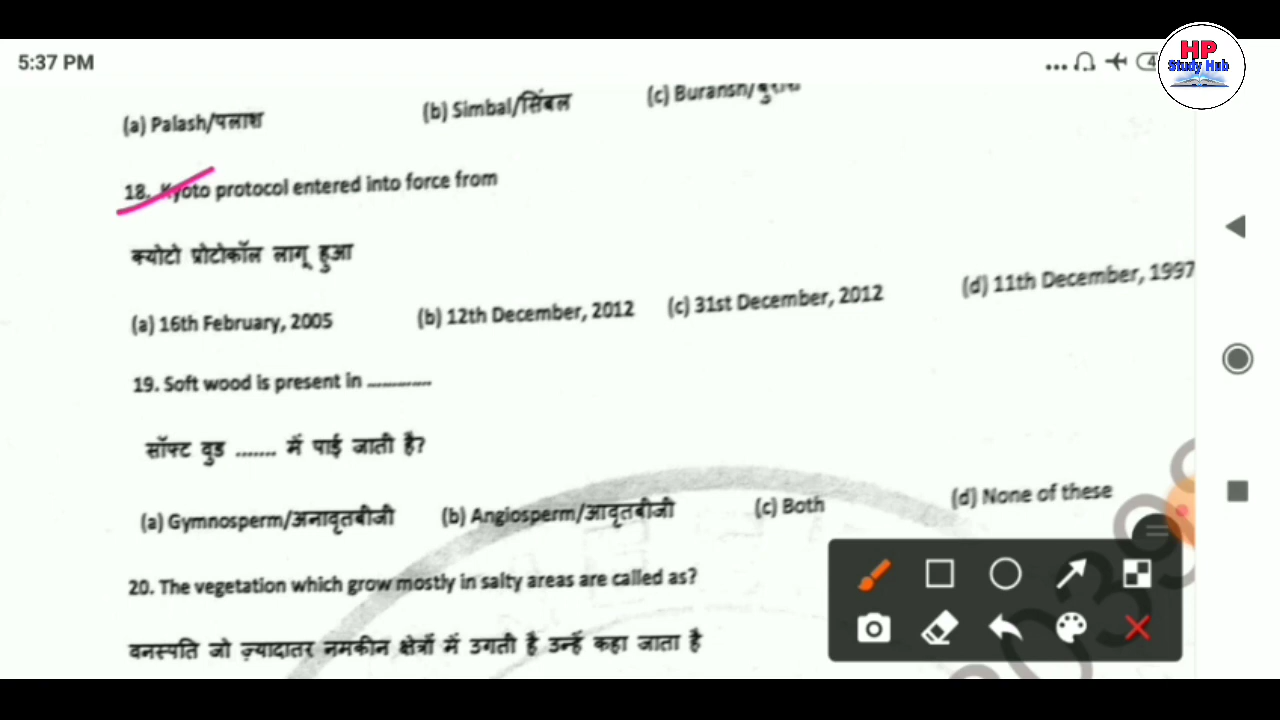 5:37 PM
HP
Study Hub
(a) Palash/पलाश (b) Simbal/सिंबल (c) Buransh/बुरांश
18. Kyoto protocol entered into force from
क्योटो प्रोटोकॉल लागू हुआ
(a) 16th February, 2005 (b) 12th December, 2012 (c) 31st December, 2012 (d) 11th December, 1997
19. Soft wood is present in .............
सॉफ्ट वुड ....... में पाई जाती है?
(a) Gymnosperm/अनावृतबीजी (b) Angiosperm/आवृतबीजी (c) Both (d) None of these
20. The vegetation which grow mostly in salty areas are called as?
वनस्पति जो ज़्यादातर नमकीन क्षेत्रों में उगती है उन्हें कहा जाता है